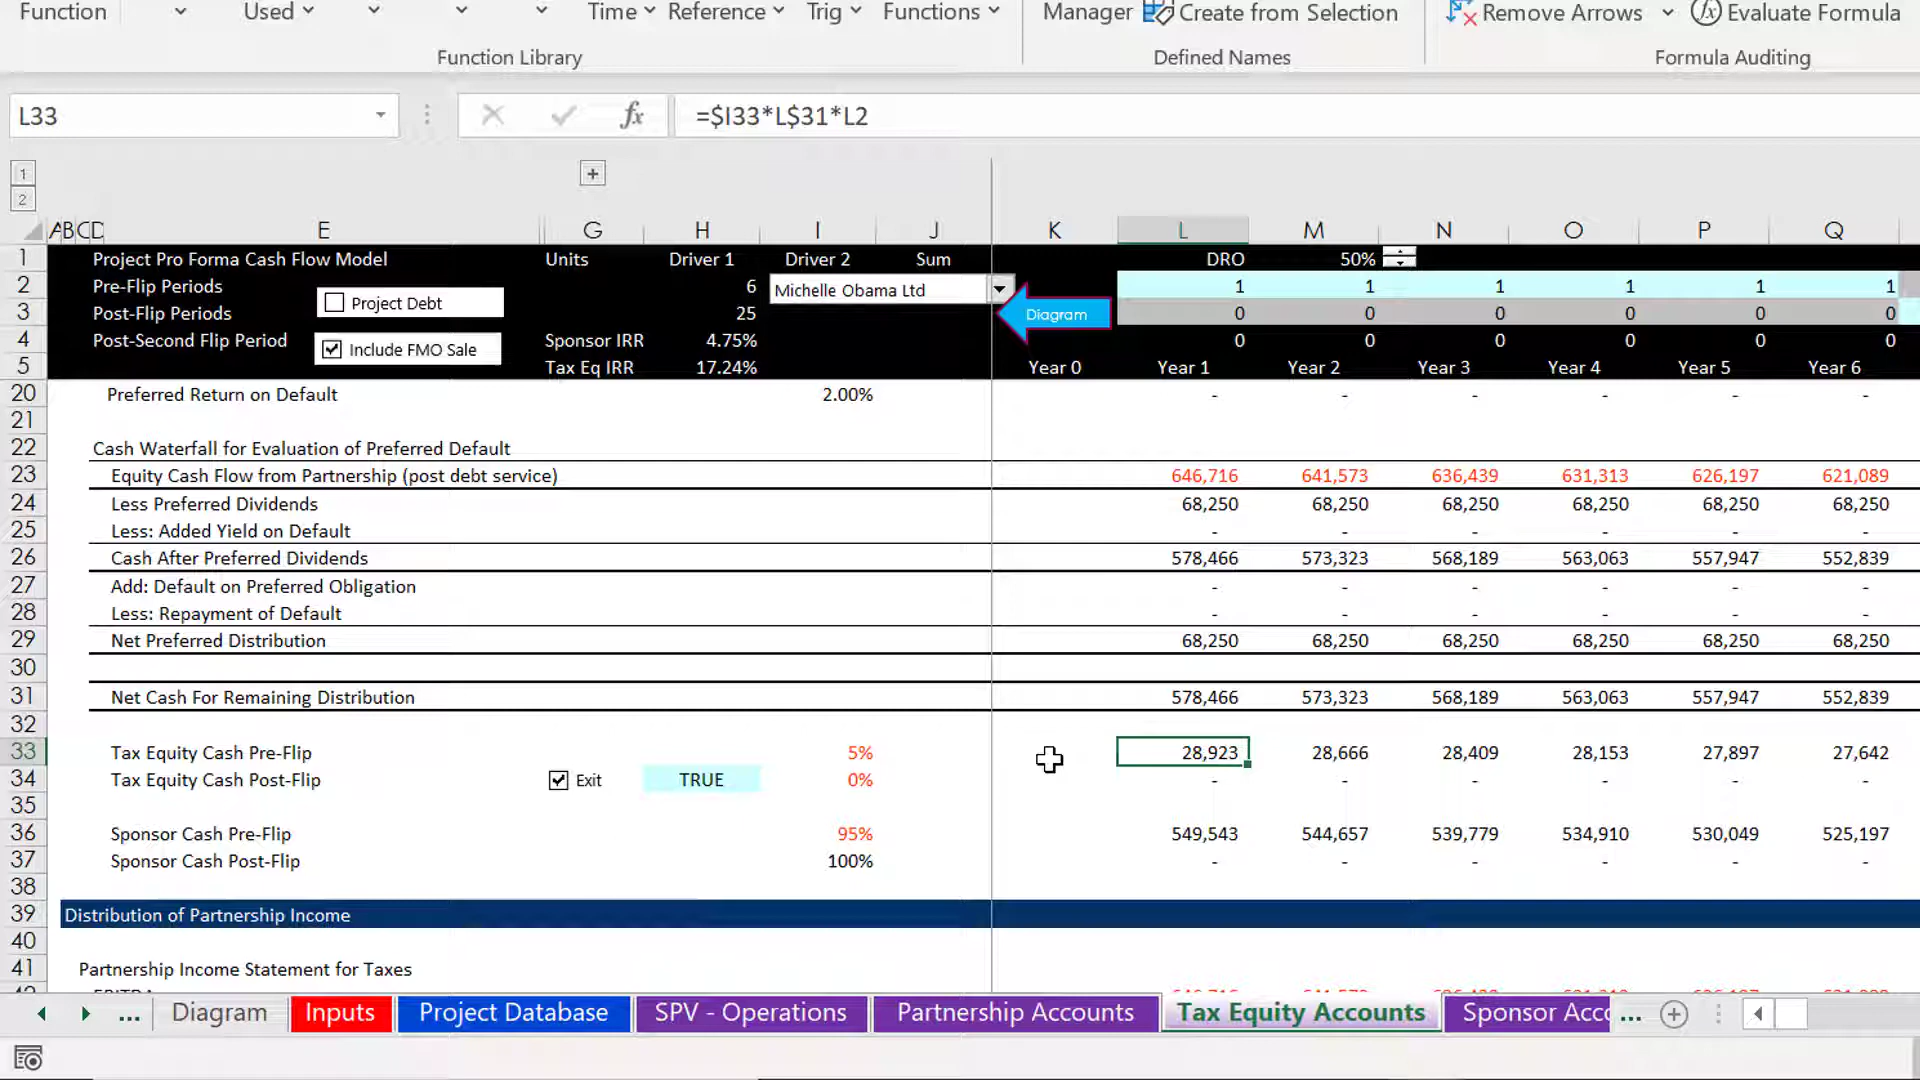 Function Used Time Reference Trig Functions Manager Create from Selection Remove Arrows Evaluate Formula
Function Library Defined Names Formula Auditing
L33 fx =$I33*L$31*L2
1
2
+
A B C D E G H I J K L M N O P Q
1 Project Pro Forma Cash Flow Model Units Driver 1 Driver 2 Sum DRO 50%
2 Pre-Flip Periods Project Debt 6 Michelle Obama Ltd 1 1 1 1 1 1
3 Post-Flip Periods 25 Diagram 0 0 0 0 0 0
4 Post-Second Flip Period Include FMO Sale Sponsor IRR 4.75% 0 0 0 0 0 0
5 Tax Eq IRR 17.24% Year 0 Year 1 Year 2 Year 3 Year 4 Year 5 Year 6
20 Preferred Return on Default 2.00% - - - - - -
21
22 Cash Waterfall for Evaluation of Preferred Default
23 Equity Cash Flow from Partnership (post debt service) 646,716 641,573 636,439 631,313 626,197 621,089
24 Less Preferred Dividends 68,250 68,250 68,250 68,250 68,250 68,250
25 Less: Added Yield on Default - - - - - -
26 Cash After Preferred Dividends 578,466 573,323 568,189 563,063 557,947 552,839
27 Add: Default on Preferred Obligation - - - - - -
28 Less: Repayment of Default - - - - - -
29 Net Preferred Distribution 68,250 68,250 68,250 68,250 68,250 68,250
30
31 Net Cash For Remaining Distribution 578,466 573,323 568,189 563,063 557,947 552,839
32
33 Tax Equity Cash Pre-Flip 5% 28,923 28,666 28,409 28,153 27,897 27,642
34 Tax Equity Cash Post-Flip Exit TRUE 0% - - - - - -
35
36 Sponsor Cash Pre-Flip 95% 549,543 544,657 539,779 534,910 530,049 525,197
37 Sponsor Cash Post-Flip 100% - - - - - -
38
39 Distribution of Partnership Income
40
41 Partnership Income Statement for Taxes
... Diagram Inputs Project Database SPV - Operations Partnership Accounts Tax Equity Accounts Sponsor Acco ...